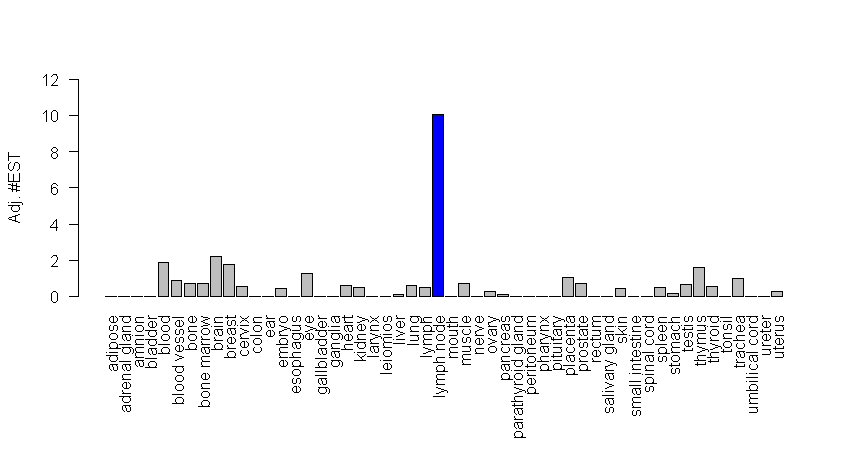 12
10
8
6
4
2
0
Adj. #EST
adipose
adrenal gland
amnion
bladder
blood
blood vessel
bone
bone marrow
brain
breast
cervix
colon
ear
embryo
esophagus
eye
gallbladder
ganglia
heart
kidney
larynx
leiomios
liver
lung
lymph
lymph node
mouth
muscle
nerve
ovary
pancreas
parathyroid gland
peritoneum
pharynx
pituitary
placenta
prostate
rectum
salivary gland
skin
small intestine
spinal cord
spleen
stomach
testis
thymus
thyroid
tonsil
trachea
umbilical cord
ureter
uterus